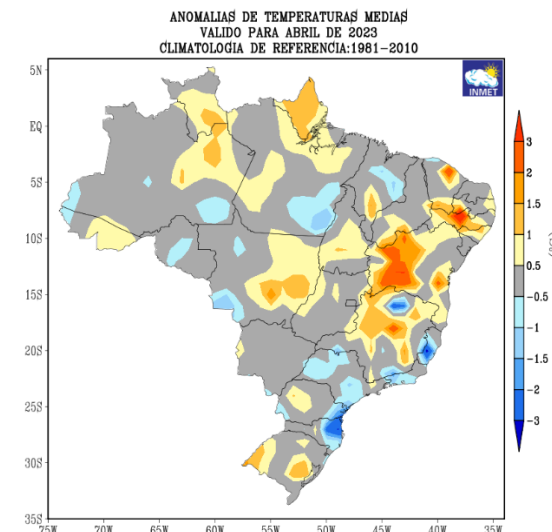 ANOMALIAS DE TEMPERATURAS MEDIAS
VALIDO PARA ABRIL DE 2023
CLIMATOLOGIA DE REFERENCIA:1981-2010
INMET
5N
EQ
5S
10S
15S
20S
25S
30S
35S
75W 70W 65W 60W 55W 50W 45W 40W 35W
3
2
1.5
1
0.5
-0.5
-1
-1.5
-2
-3
(°C)